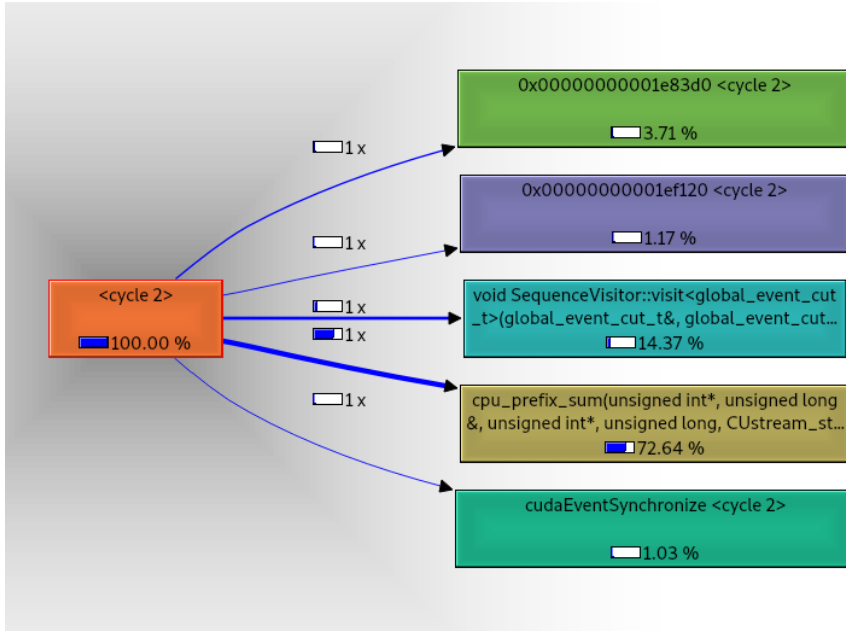 0x00000000001e83d0 <cycle 2>
3.71 %
1 x
0x00000000001ef120 <cycle 2>
1.17 %
1 x
<cycle 2>
100.00 %
1 x
void SequenceVisitor::visit<global_event_cut
_t>(global_event_cut_t&, global_event_cut...
14.37 %
1 x
cpu_prefix_sum(unsigned int*, unsigned long
&, unsigned int*, unsigned long, CUstream_st...
72.64 %
1 x
cudaEventSynchronize <cycle 2>
1.03 %